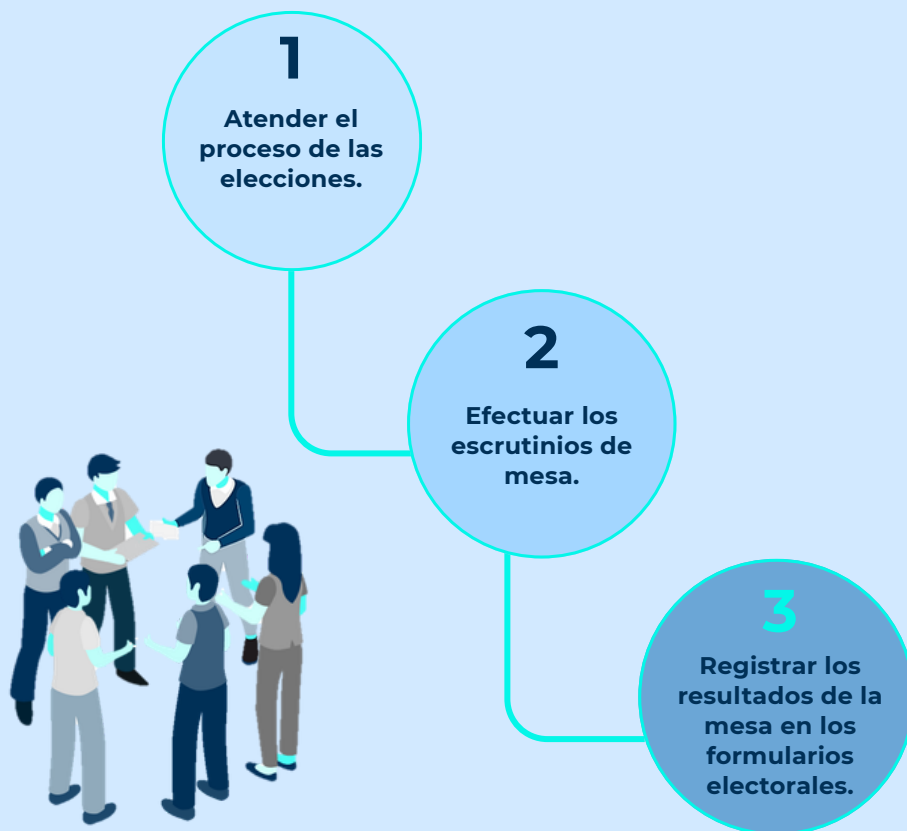 1
Atender el
proceso de las
elecciones.
2
Efectuar los
escrutinios de
mesa.
3
Registrar los
resultados de la
mesa en los
formularios
electorales.